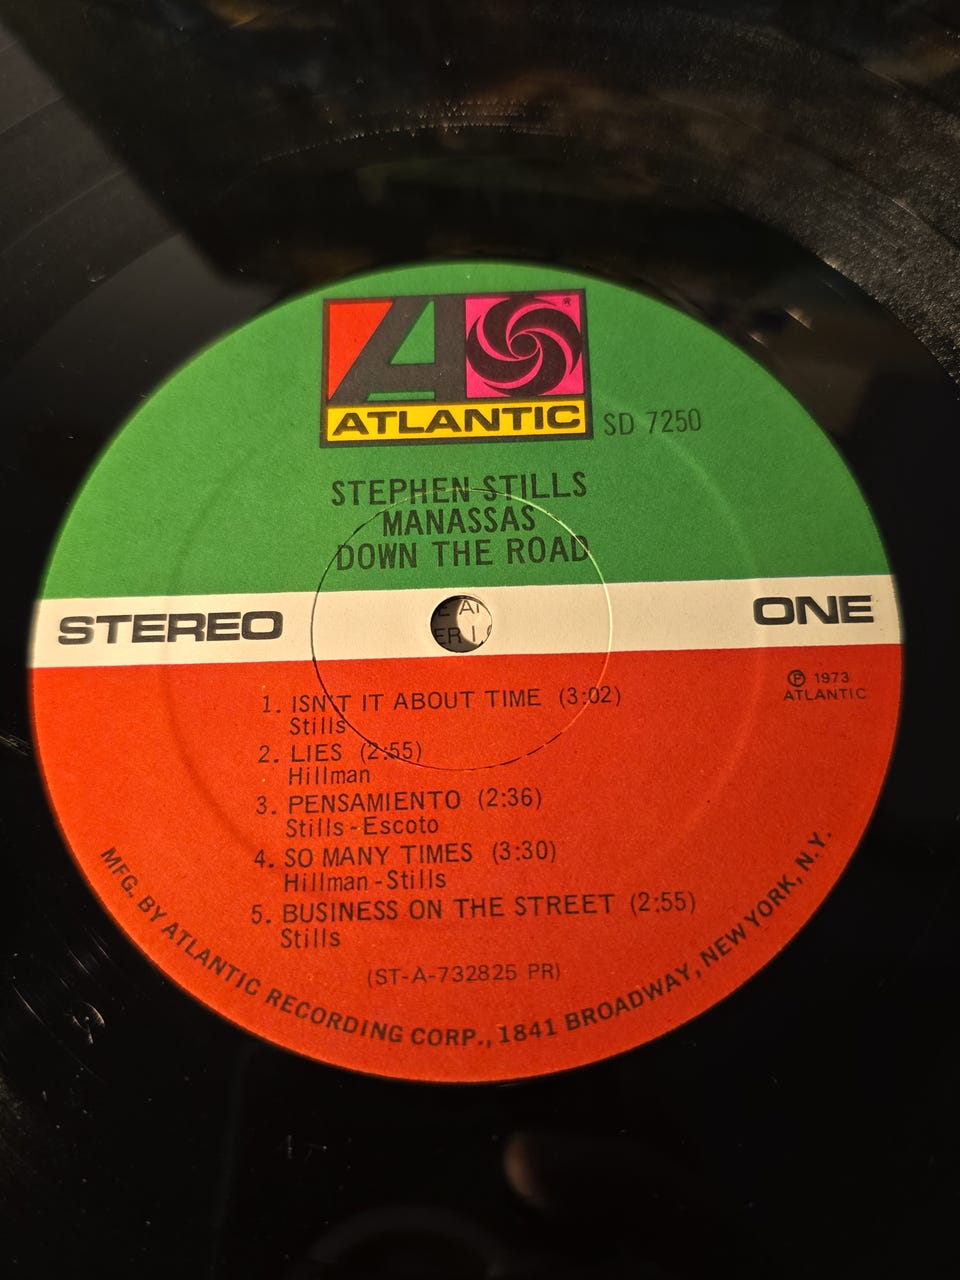 ®
ATLANTIC
SD 7250
STEPHEN STILLS
MANASSAS
DOWN THE ROAD
STEREO
ONE
℗ 1973
ATLANTIC
1. ISN'T IT ABOUT TIME (3:02)
Stills
2. LIES (2:55)
Hillman
3. PENSAMIENTO (2:36)
Stills-Escoto
4. SO MANY TIMES (3:30)
Hillman-Stills
5. BUSINESS ON THE STREET (2:55)
Stills
(ST-A-732825 PR)
MFG. BY ATLANTIC RECORDING CORP., 1841 BROADWAY, NEW YORK, N.Y.